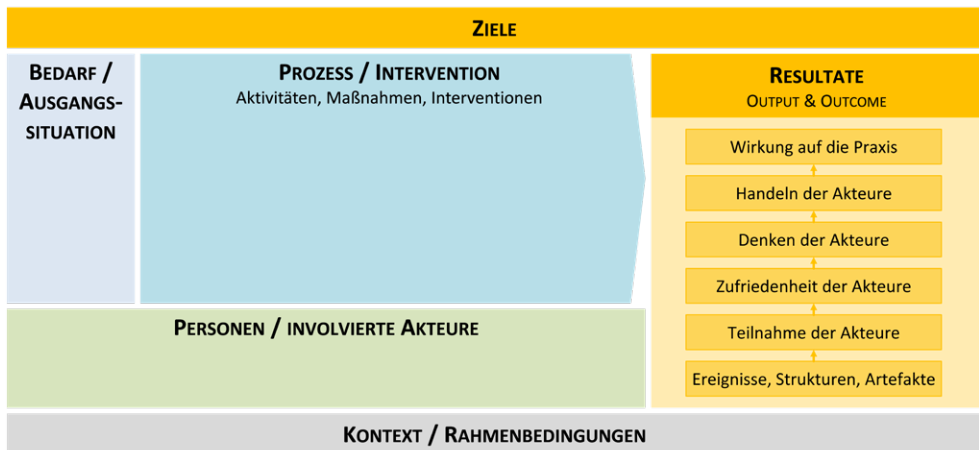 ZIELE
BEDARF /
AUSGANGS-
SITUATION
PROZESS / INTERVENTION
Aktivitäten, Maßnahmen, Interventionen
RESULTATE
OUTPUT & OUTCOME
Wirkung auf die Praxis
Handeln der Akteure
Denken der Akteure
Zufriedenheit der Akteure
Teilnahme der Akteure
Ereignisse, Strukturen, Artefakte
PERSONEN / INVOLVIERTE AKTEURE
KONTEXT / RAHMENBEDINGUNGEN